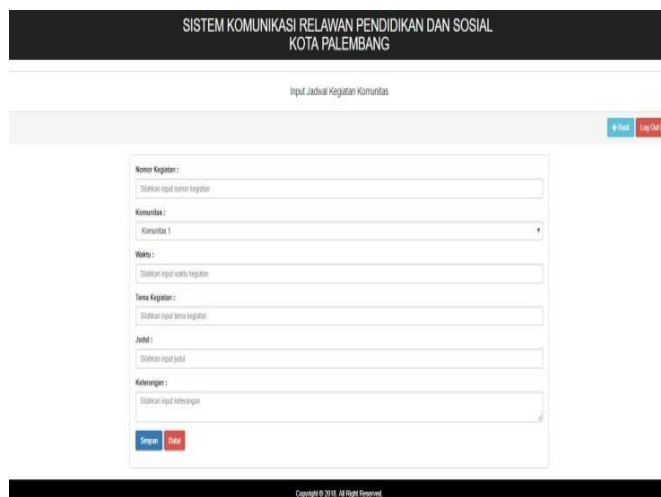 SISTEM KOMUNIKASI RELAWAN PENDIDIKAN DAN SOSIAL
KOTA PALEMBANG
Input Jadwal Kegiatan Komunitas
Back Log Out
Nomor Kegiatan :
Silahkan input nomor kegiatan
Komunitas :
Komunitas 1
Waktu :
Silahkan input waktu kegiatan
Tema Kegiatan :
Silahkan input tema kegiatan
Judul :
Silahkan input judul
Keterangan :
Silahkan input keterangan
Simpan Batal
Copyright © 2018. All Right Reserved.